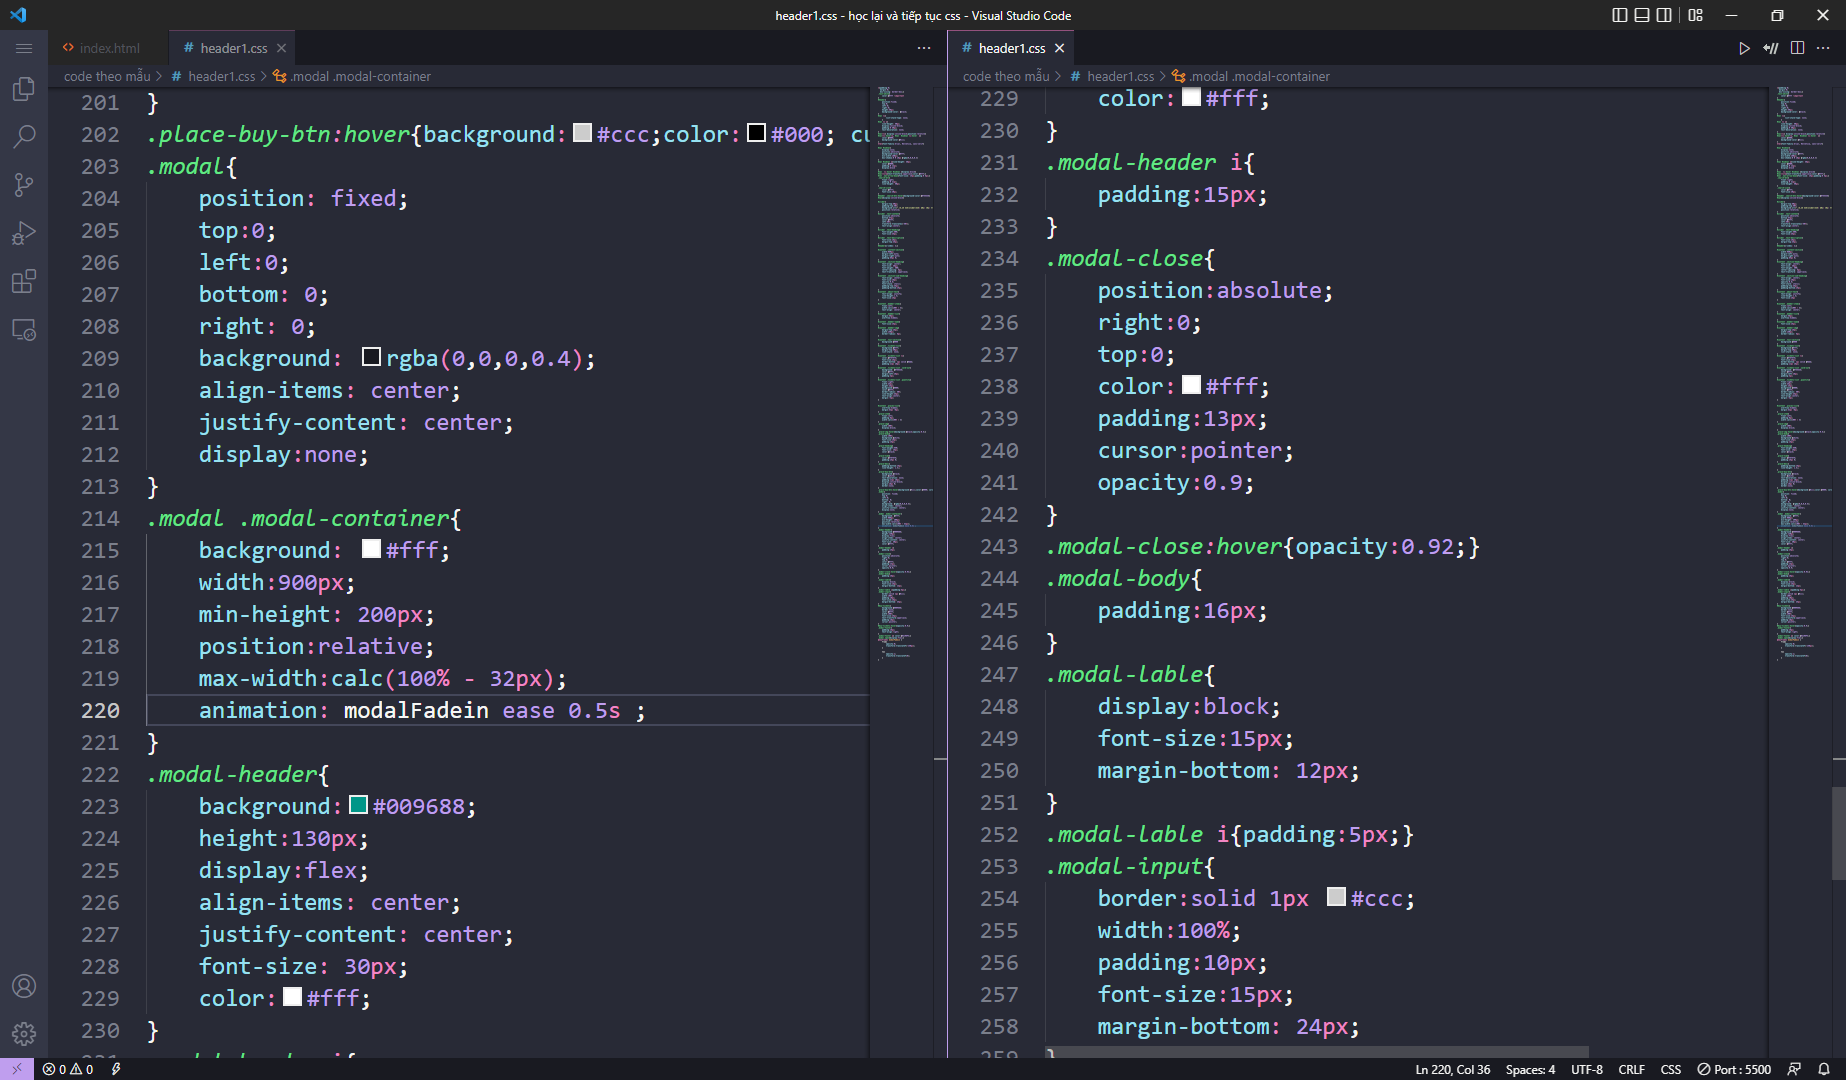 header1.css - học lại và tiếp tục css - Visual Studio Code
index.html
# header1.css
code theo mẫu > # header1.css > .modal .modal-container
201 }
202 .place-buy-btn:hover{background:#ccc;color:#000; cu
203 .modal{
204 position: fixed;
205 top:0;
206 left:0;
207 bottom: 0;
208 right: 0;
209 background: rgba(0,0,0,0.4);
210 align-items: center;
211 justify-content: center;
212 display:none;
213 }
214 .modal .modal-container{
215 background: #fff;
216 width:900px;
217 min-height: 200px;
218 position:relative;
219 max-width:calc(100% - 32px);
220 animation: modalFadein ease 0.5s ;
221 }
222 .modal-header{
223 background:#009688;
224 height:130px;
225 display:flex;
226 align-items: center;
227 justify-content: center;
228 font-size: 30px;
229 color:#fff;
230 }
# header1.css
code theo mẫu > # header1.css > .modal .modal-container
229 color:#fff;
230 }
231 .modal-header i{
232 padding:15px;
233 }
234 .modal-close{
235 position:absolute;
236 right:0;
237 top:0;
238 color:#fff;
239 padding:13px;
240 cursor:pointer;
241 opacity:0.9;
242 }
243 .modal-close:hover{opacity:0.92;}
244 .modal-body{
245 padding:16px;
246 }
247 .modal-lable{
248 display:block;
249 font-size:15px;
250 margin-bottom: 12px;
251 }
252 .modal-lable i{padding:5px;}
253 .modal-input{
254 border:solid 1px #ccc;
255 width:100%;
256 padding:10px;
257 font-size:15px;
258 margin-bottom: 24px;
259 }
0 0
Ln 220, Col 36 Spaces: 4 UTF-8 CRLF CSS Port : 5500